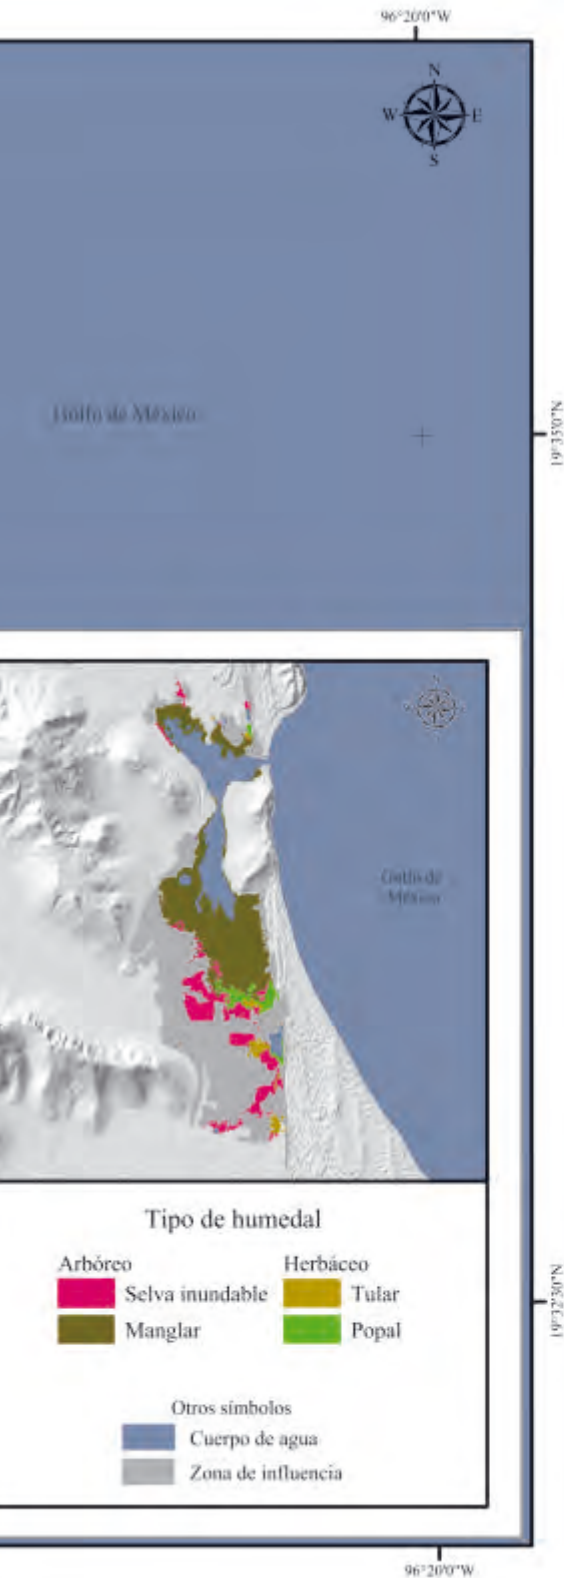 96°20'0"W
N
W E
S
Golfo de México
19°35'0"N
Golfo de
México
Tipo de humedal
Arbóreo Herbáceo
Selva inundable Tular
Manglar Popal
19°32'30"N
Otros símbolos
Cuerpo de agua
Zona de influencia
96°20'0"W